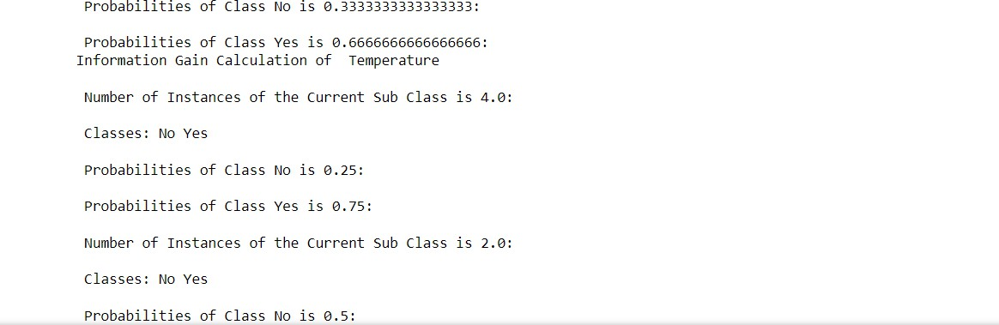 Probabilities of Class No is 0.3333333333333333:
Probabilities of Class Yes is 0.6666666666666666:
Information Gain Calculation of  Temperature
Number of Instances of the Current Sub Class is 4.0:
Classes: No Yes
Probabilities of Class No is 0.25:
Probabilities of Class Yes is 0.75:
Number of Instances of the Current Sub Class is 2.0:
Classes: No Yes
Probabilities of Class No is 0.5: